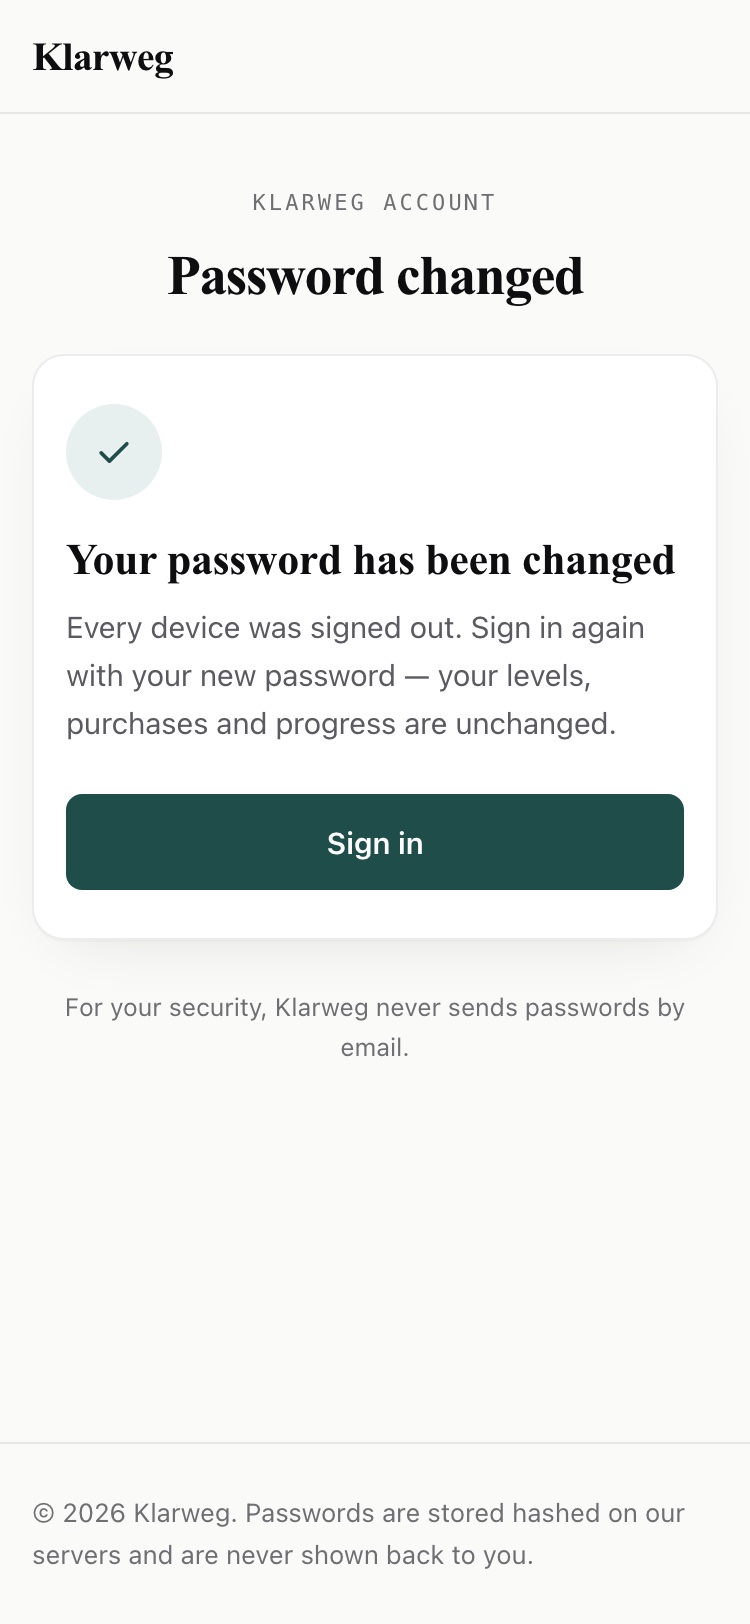 Klarweg
KLARWEG ACCOUNT
Password changed
Your password has been changed
Every device was signed out. Sign in again
with your new password — your levels,
purchases and progress are unchanged.
Sign in
For your security, Klarweg never sends passwords by
email.
© 2026 Klarweg. Passwords are stored hashed on our
servers and are never shown back to you.